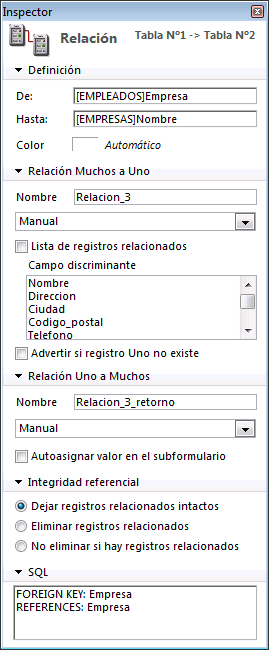 Inspector
Relación
Tabla Nº1 -> Tabla Nº2
Definición
De: [EMPLEADOS]Empresa
Hasta: [EMPRESAS]Nombre
Color Automático
Relación Muchos a Uno
Nombre Relacion_3
Manual
Lista de registros relacionados
Campo discriminante
Nombre
Direccion
Ciudad
Codigo_postal
Telefono
Advertir si registro Uno no existe
Relación Uno a Muchos
Nombre Relacion_3_retorno
Manual
Autoasignar valor en el subformulario
Integridad referencial
Dejar registros relacionados intactos
Eliminar registros relacionados
No eliminar si hay registros relacionados
SQL
FOREIGN KEY: Empresa
REFERENCES: Empresa